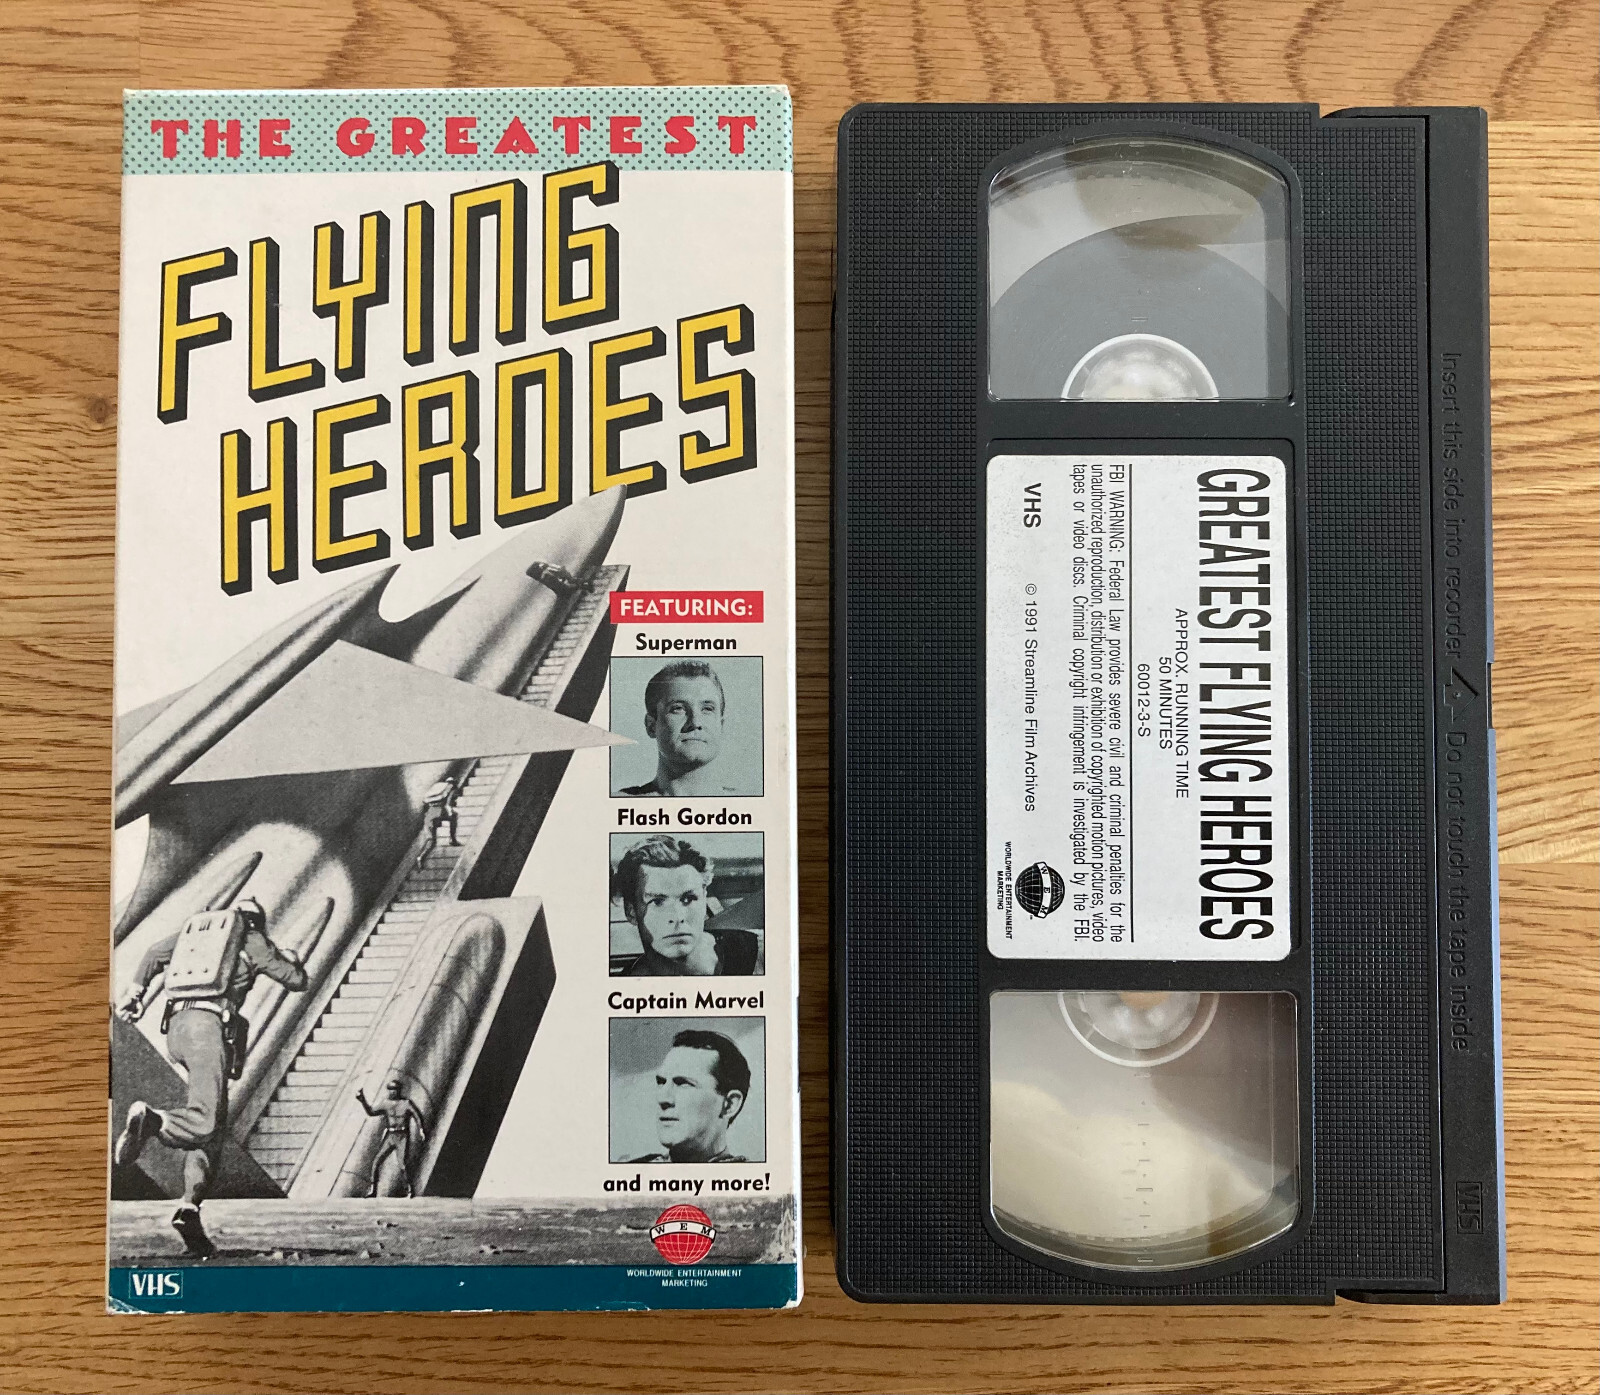 THE GREATEST
FLYING
HEROES
FEATURING:
Superman
Flash Gordon
Captain Marvel
and many more!
WEM
WORLDWIDE ENTERTAINMENT
MARKETING
VHS
GREATEST FLYING HEROES
APPROX. RUNNING TIME
50 MINUTES
60012-3-S
FBI WARNING: Federal Law provides severe civil and criminal penalties for the
unauthorized reproduction, distribution or exhibition of copyrighted motion pictures, video
tapes or video discs. Criminal copyright infringement is investigated by the FBI.
VHS
© 1991 Streamline Film Archives
WEM
WORLDWIDE ENTERTAINMENT
MARKETING
Insert this side into recorder
Do not touch the tape inside
VHS